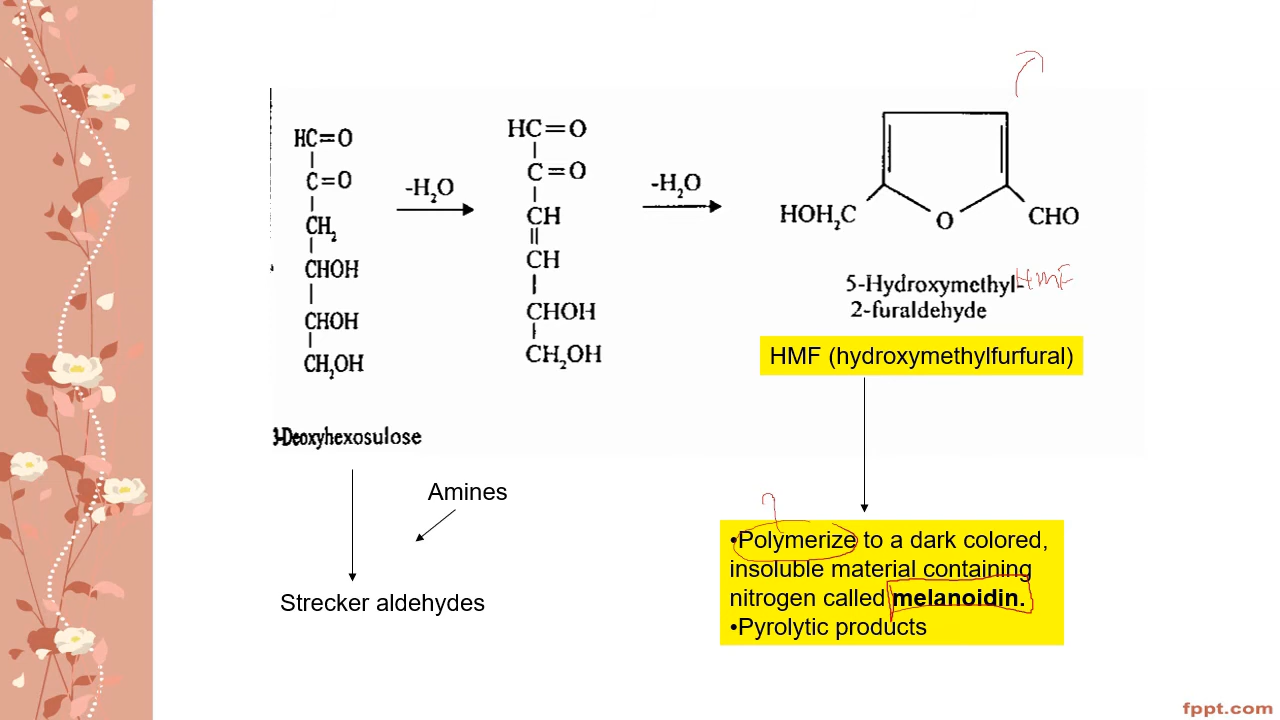 HC=O
C=O
CH₂
CHOH
CHOH
CH₂OH
3-Deoxyhexosulose
-H₂O
HC=O
C=O
CH
CH
CHOH
CH₂OH
-H₂O
HOH₂C
O
CHO
5-Hydroxymethyl-
HMF
2-furaldehyde
HMF (hydroxymethylfurfural)
Amines
Strecker aldehydes
•Polymerize to a dark colored,
insoluble material containing
nitrogen called melanoidin.
•Pyrolytic products
fppt.com